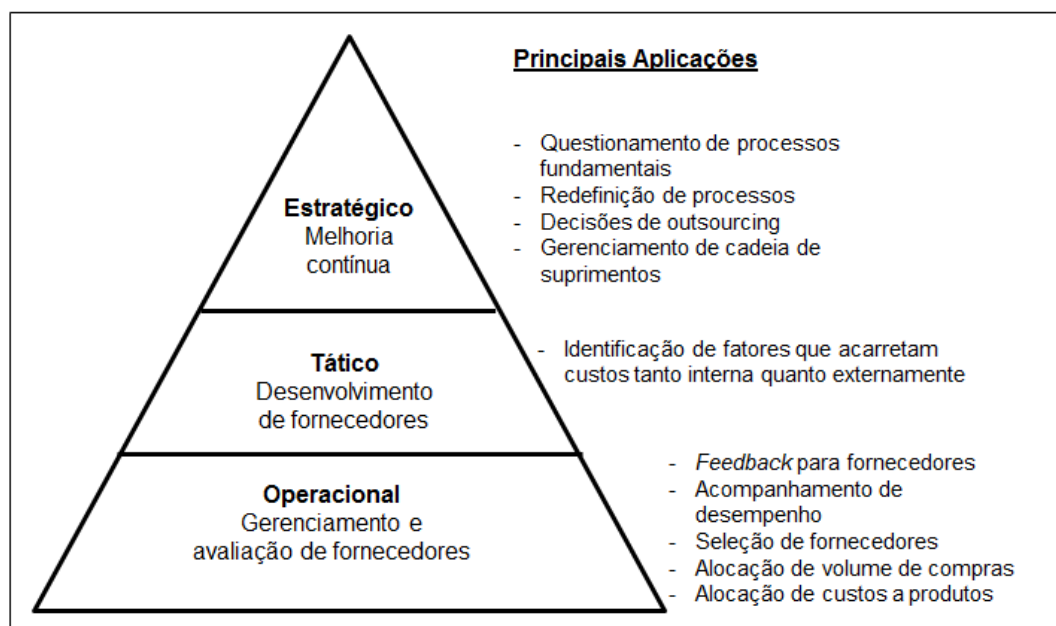 Principais Aplicações
- Questionamento de processos
fundamentais
- Redefinição de processos
- Decisões de outsourcing
- Gerenciamento de cadeia de
suprimentos
Estratégico
Melhoria
contínua
- Identificação de fatores que acarretam
custos tanto interna quanto externamente
Tático
Desenvolvimento
de fornecedores
- Feedback para fornecedores
- Acompanhamento de
desempenho
- Seleção de fornecedores
- Alocação de volume de compras
- Alocação de custos a produtos
Operacional
Gerenciamento e
avaliação de fornecedores